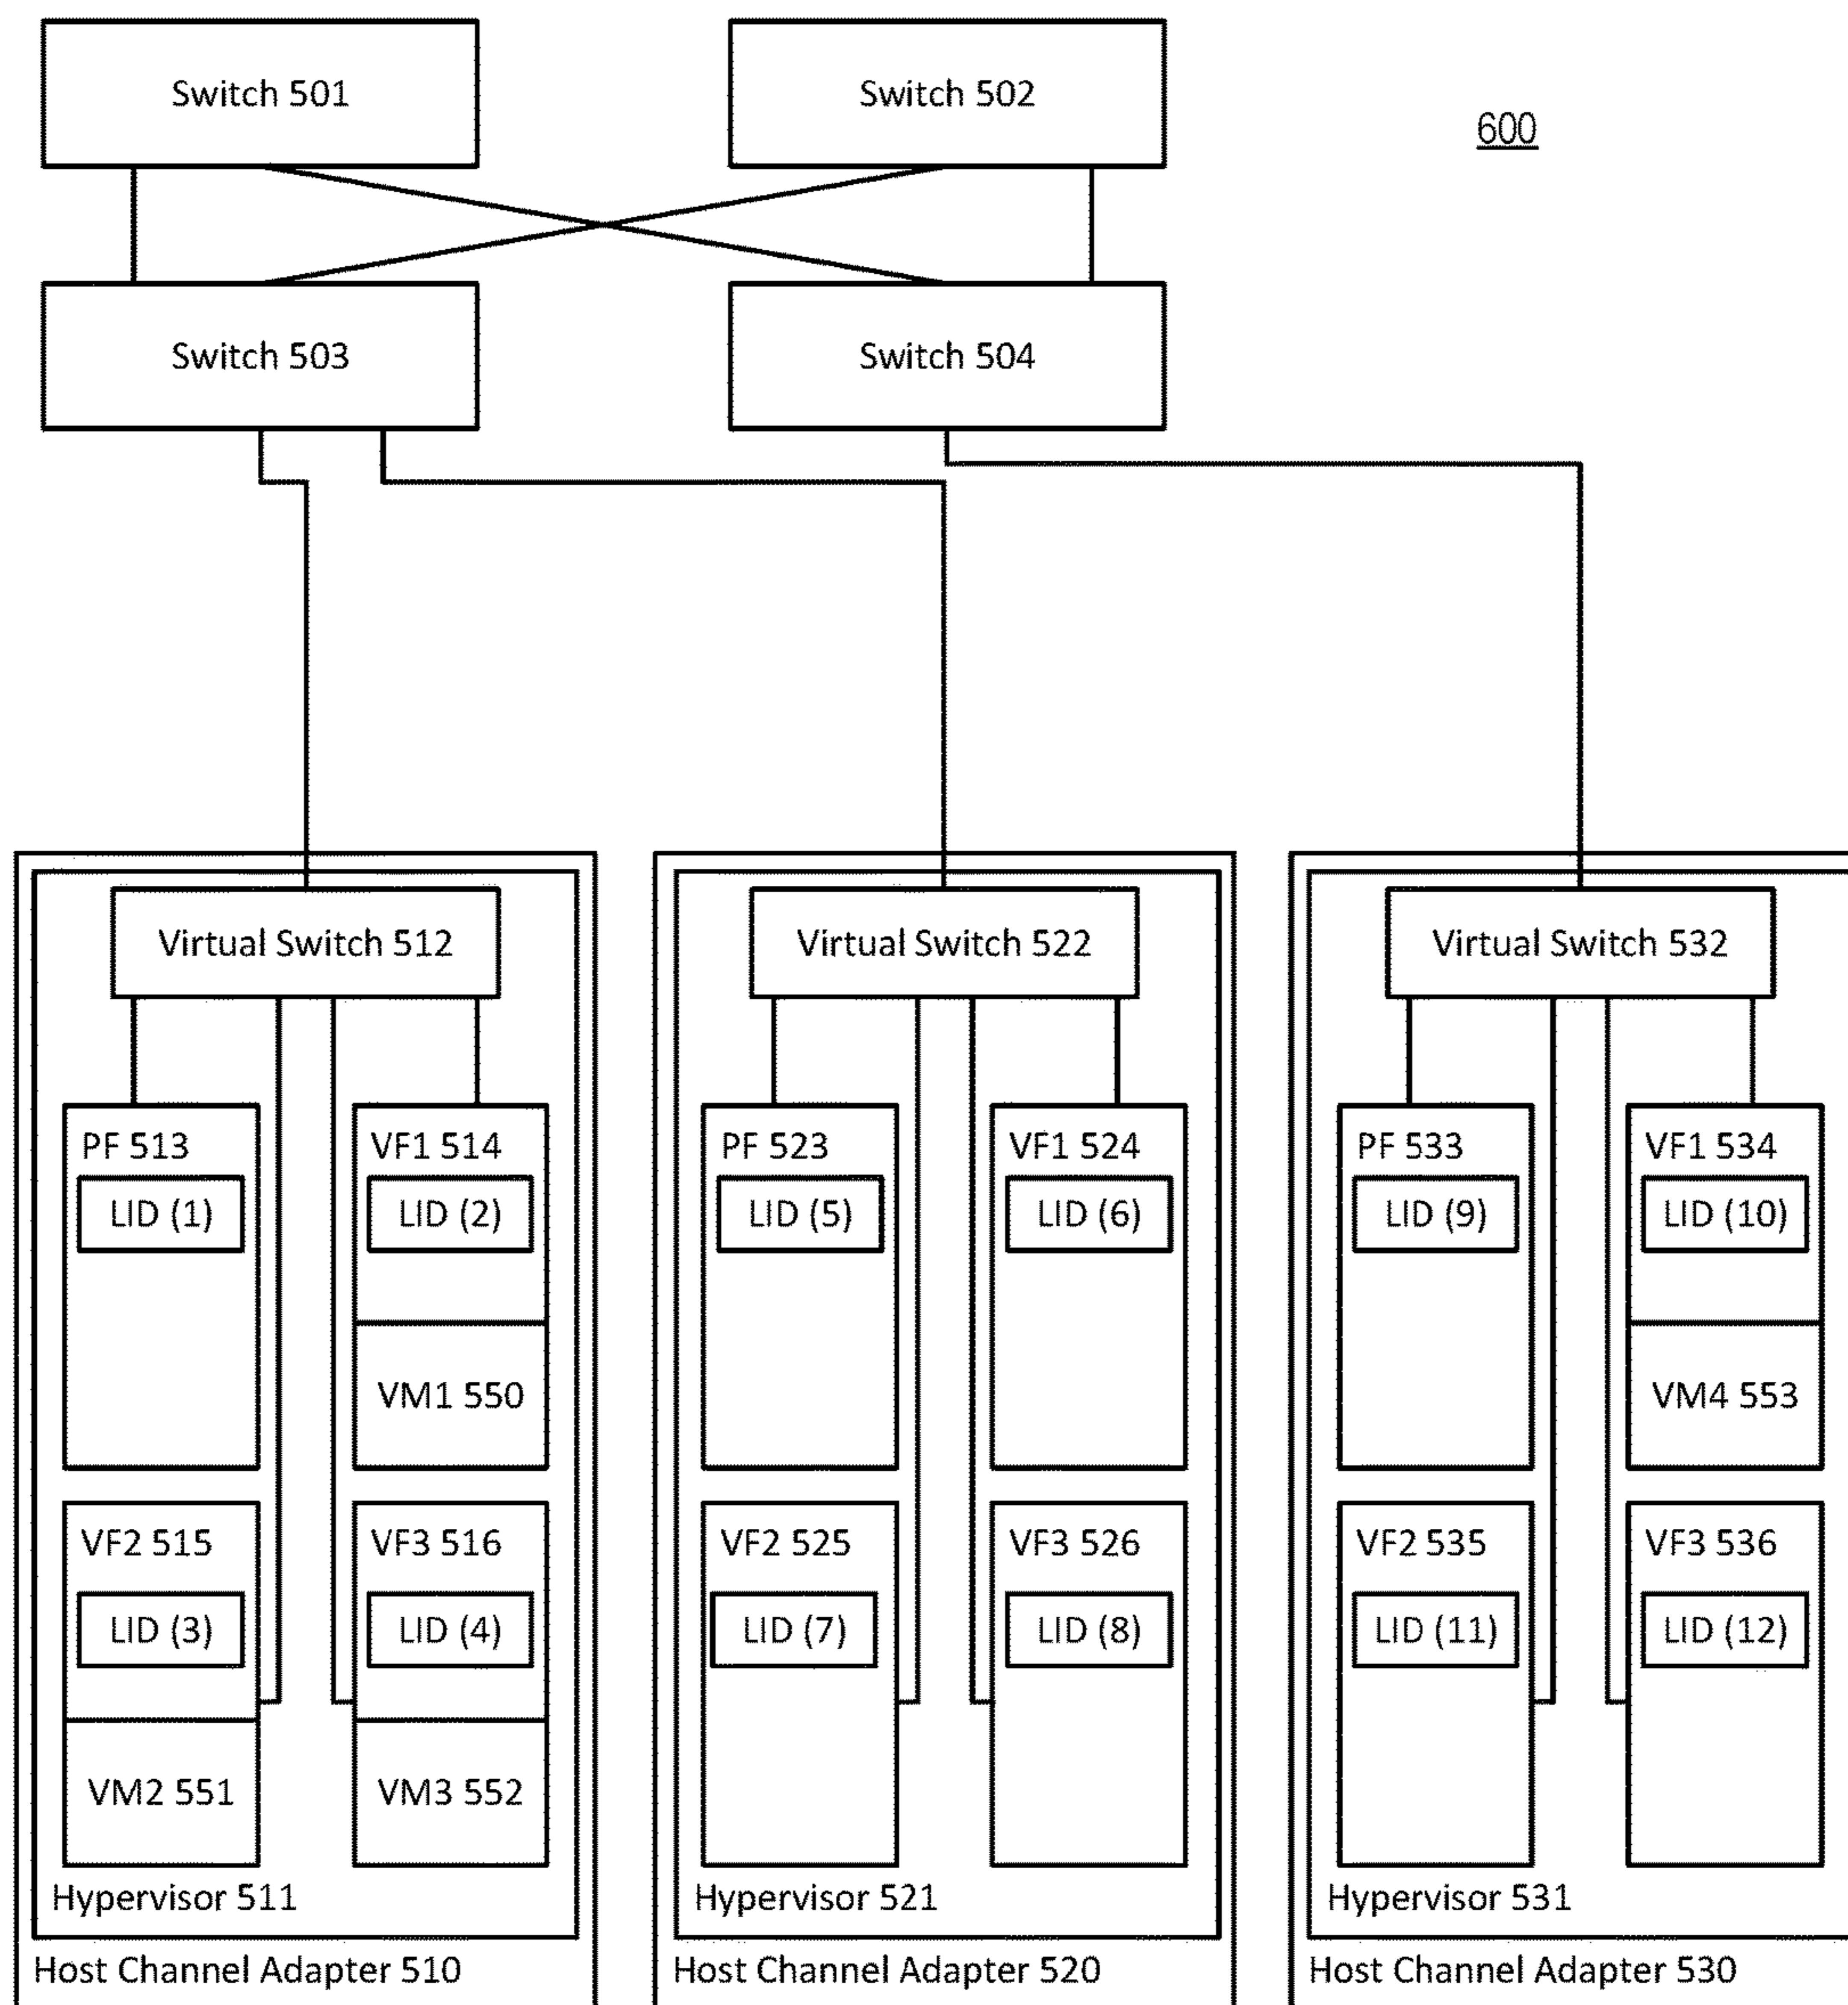 Switch 501
Switch 502
600
Switch 503
Switch 504
Virtual Switch 512
Virtual Switch 522
Virtual Switch 532
PF 513
LID (1)
VF1 514
LID (2)
VM1 550
VF2 515
LID (3)
VM2 551
VF3 516
LID (4)
VM3 552
Hypervisor 511
Host Channel Adapter 510
PF 523
LID (5)
VF1 524
LID (6)
VF2 525
LID (7)
VF3 526
LID (8)
Hypervisor 521
Host Channel Adapter 520
PF 533
LID (9)
VF1 534
LID (10)
VM4 553
VF2 535
LID (11)
VF3 536
LID (12)
Hypervisor 531
Host Channel Adapter 530